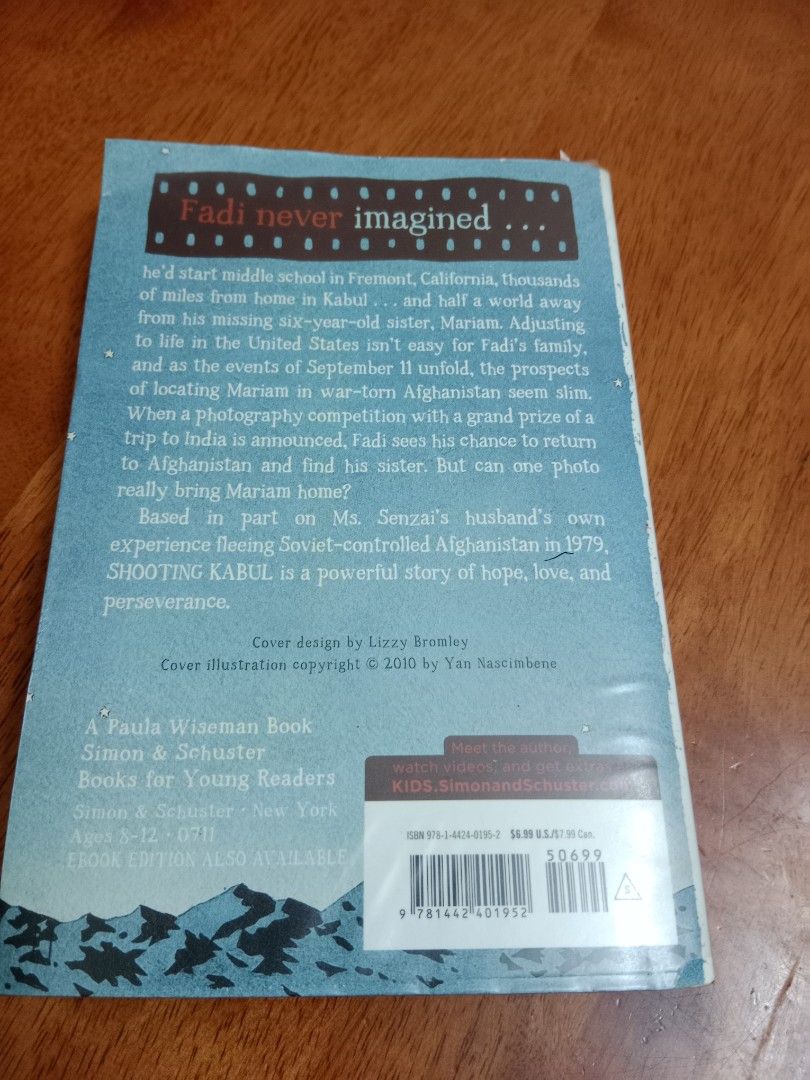 Fadi never imagined . . .
he'd start middle school in Fremont, California, thousands
of miles from home in Kabul . . . and half a world away
from his missing six-year-old sister, Mariam. Adjusting
to life in the United States isn't easy for Fadi's family,
and as the events of September 11 unfold, the prospects
of locating Mariam in war-torn Afghanistan seem slim.
When a photography competition with a grand prize of a
trip to India is announced, Fadi sees his chance to return
to Afghanistan and find his sister. But can one photo
really bring Mariam home?
Based in part on Ms. Senzai's husband's own
experience fleeing Soviet-controlled Afghanistan in 1979,
SHOOTING KABUL is a powerful story of hope, love, and
perseverance.
Cover design by Lizzy Bromley
Cover illustration copyright © 2010 by Yan Nascimbene
A Paula Wiseman Book
Simon & Schuster
Books for Young Readers
Simon & Schuster • New York
Ages 8-12 • 0711
EBOOK EDITION ALSO AVAILABLE
Meet the author,
watch videos, and get extras
KIDS.SimonandSchuster.com
ISBN 978-1-4424-0195-2 $6.99 U.S./$7.99 Can.
50699
9 781442 401952
S